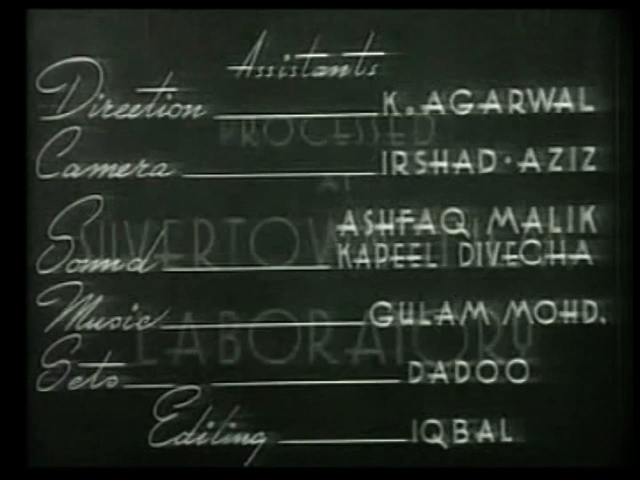 Assistants
Direction K. AGARWAL
Camera IRSHAD·AZIZ
Sound ASHFAQ MALIK
KAPEEL DIVECHA
Music GULAM MOHD.
Sets DADOO
Editing IQBAL
PROCESSED
AT
SILVERTOWN
LABORATORY